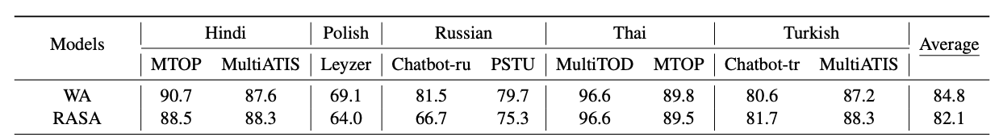 Models Hindi Polish Russian Thai Turkish Average
MTOP MultiATIS Leyzer Chatbot-ru PSTU MultiTOD MTOP Chatbot-tr MultiATIS
WA 90.7 87.6 69.1 81.5 79.7 96.6 89.8 80.6 87.2 84.8
RASA 88.5 88.3 64.0 66.7 75.3 96.6 89.5 81.7 88.3 82.1